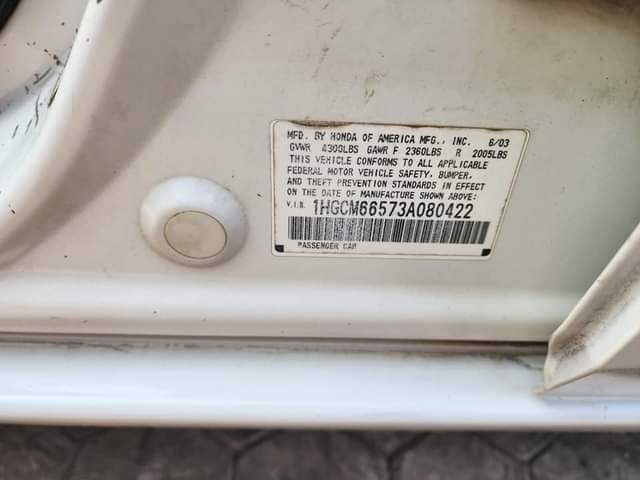 MFD. BY HONDA OF AMERICA MFG., INC. 6/03
GVWR 4300LBS GAWR F 2360LBS R 2005LBS
THIS VEHICLE CONFORMS TO ALL APPLICABLE
FEDERAL MOTOR VEHICLE SAFETY, BUMPER,
AND THEFT PREVENTION STANDARDS IN EFFECT
ON THE DATE OF MANUFACTURE SHOWN ABOVE:
V.I.N. 1HGCM66573A080422
PASSENGER CAR